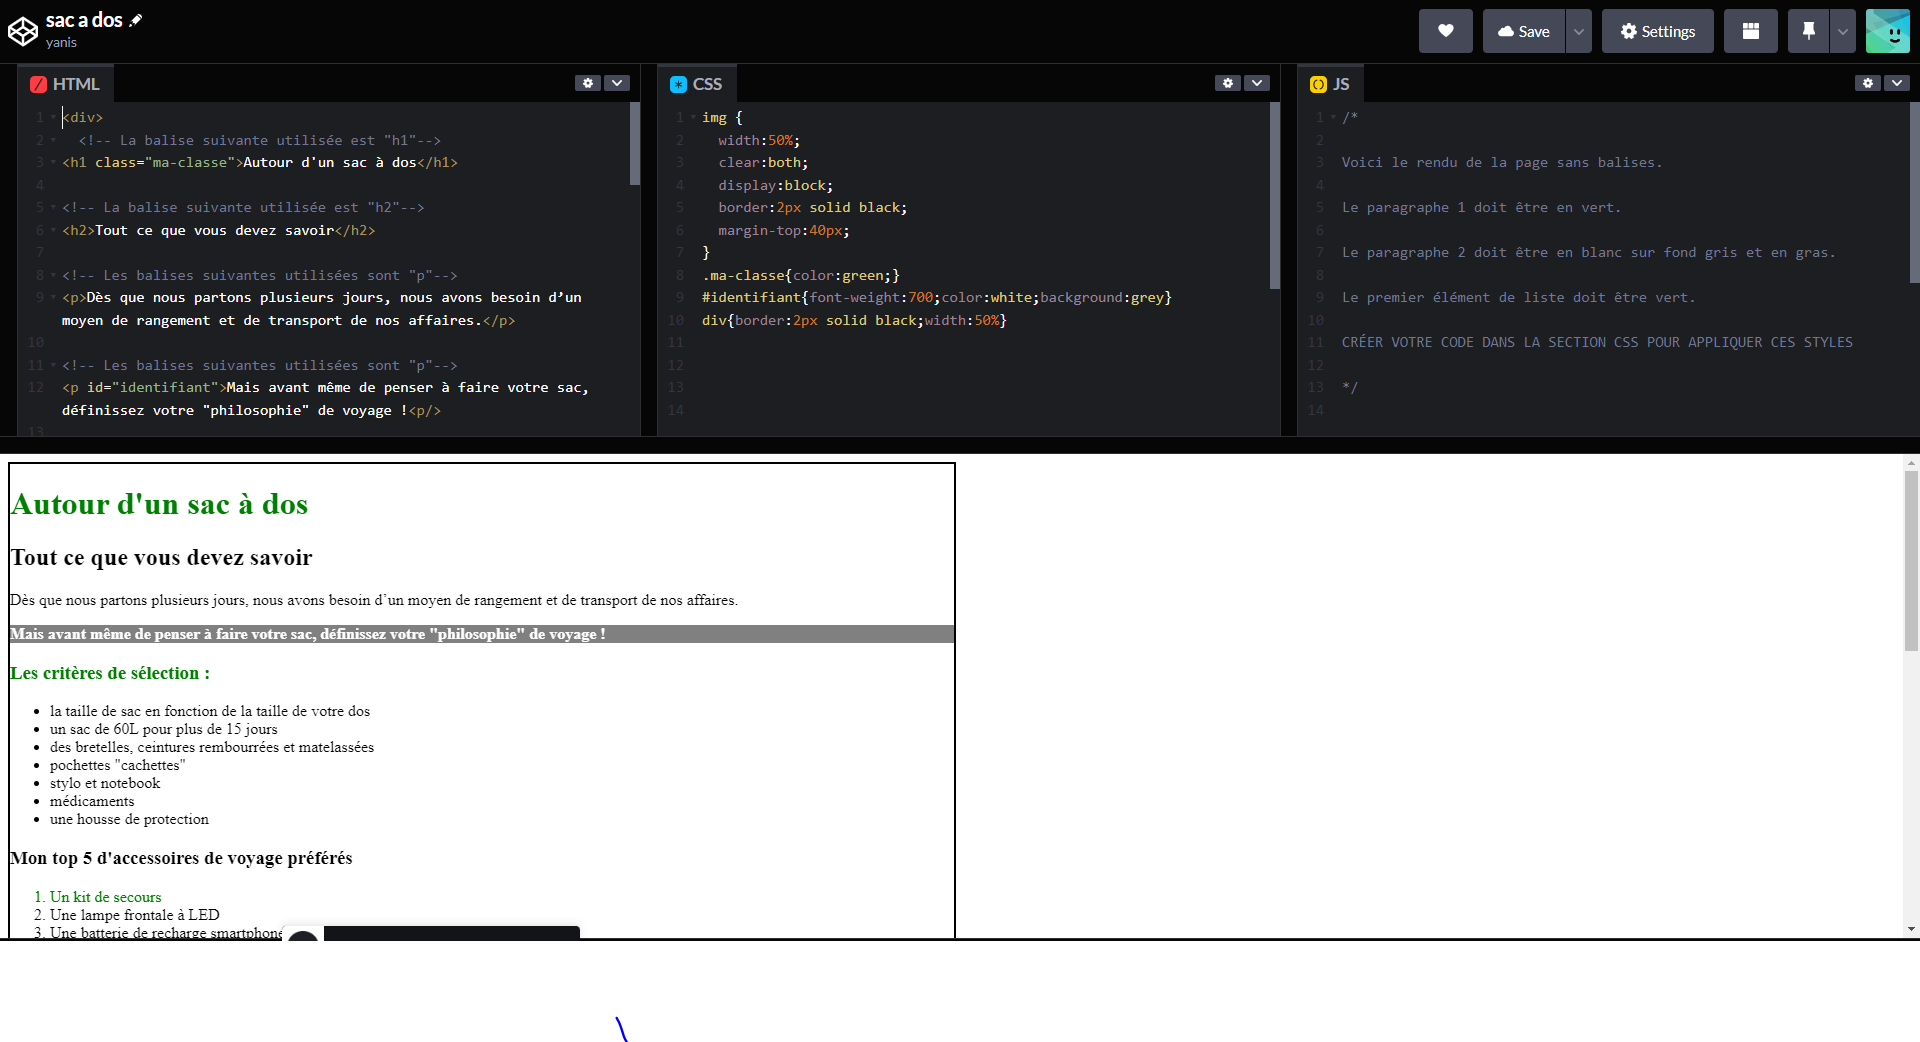 sac a dos
yanis
Save
Settings
HTML
CSS
JS
1 <div>
2 <!-- La balise suivante utilisée est "h1"-->
3 <h1 class="ma-classe">Autour d'un sac à dos</h1>
4
5 <!-- La balise suivante utilisée est "h2"-->
6 <h2>Tout ce que vous devez savoir</h2>
7
8 <!-- Les balises suivantes utilisées sont "p"-->
9 <p>Dès que nous partons plusieurs jours, nous avons besoin d’un
moyen de rangement et de transport de nos affaires.</p>
10
11 <!-- Les balises suivantes utilisées sont "p"-->
12 <p id="identifiant">Mais avant même de penser à faire votre sac,
définissez votre "philosophie" de voyage !<p/>
13
1 img {
2 width:50%;
3 clear:both;
4 display:block;
5 border:2px solid black;
6 margin-top:40px;
7 }
8 .ma-classe{color:green;}
9 #identifiant{font-weight:700;color:white;background:grey}
10 div{border:2px solid black;width:50%}
11
12
13
14
1 /*
2
3 Voici le rendu de la page sans balises.
4
5 Le paragraphe 1 doit être en vert.
6
7 Le paragraphe 2 doit être en blanc sur fond gris et en gras.
8
9 Le premier élément de liste doit être vert.
10
11 CRÉER VOTRE CODE DANS LA SECTION CSS POUR APPLIQUER CES STYLES
12
13 */
14
Autour d'un sac à dos
Tout ce que vous devez savoir
Dès que nous partons plusieurs jours, nous avons besoin d’un moyen de rangement et de transport de nos affaires.
Mais avant même de penser à faire votre sac, définissez votre "philosophie" de voyage !
Les critères de sélection :
• la taille de sac en fonction de la taille de votre dos
• un sac de 60L pour plus de 15 jours
• des bretelles, ceintures rembourrées et matelassées
• pochettes "cachettes"
• stylo et notebook
• médicaments
• une housse de protection
Mon top 5 d'accessoires de voyage préférés
1. Un kit de secours
2. Une lampe frontale à LED
3. Une batterie de recharge smartphone